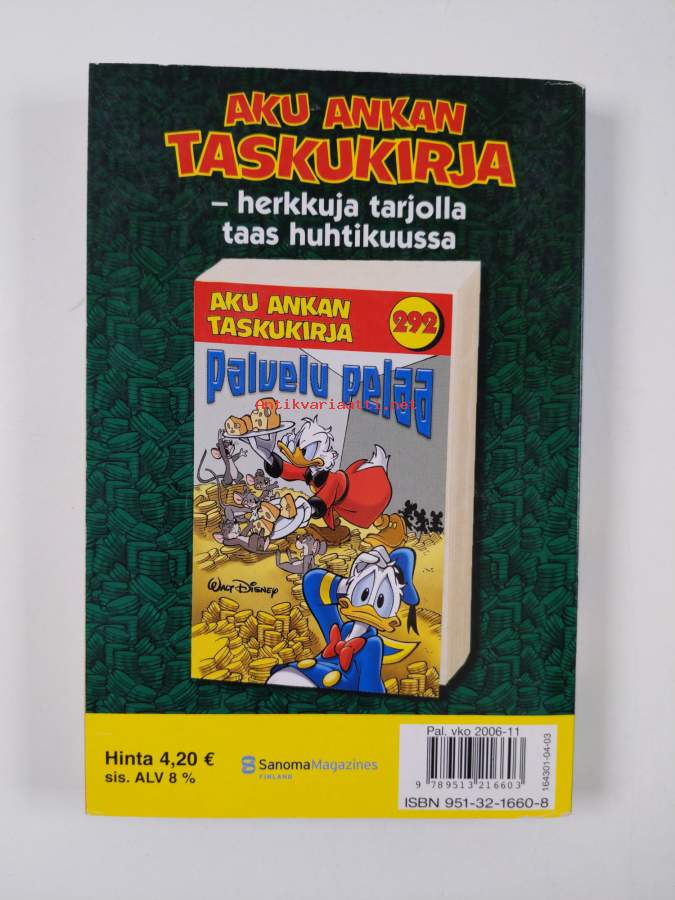 AKU ANKAN
TASKUKIRJA
– herkkuja tarjolla
taas huhtikuussa
AKU ANKAN
TASKUKIRJA
292
Palvelu pelaa
Antikvariaatti.net
WALT DISNEY
Hinta 4,20 €
sis. ALV 8 %
SanomaMagazines
FINLAND
Pal. vko 2006-11
9 789513 216603
164301-04-03
ISBN 951-32-1660-8